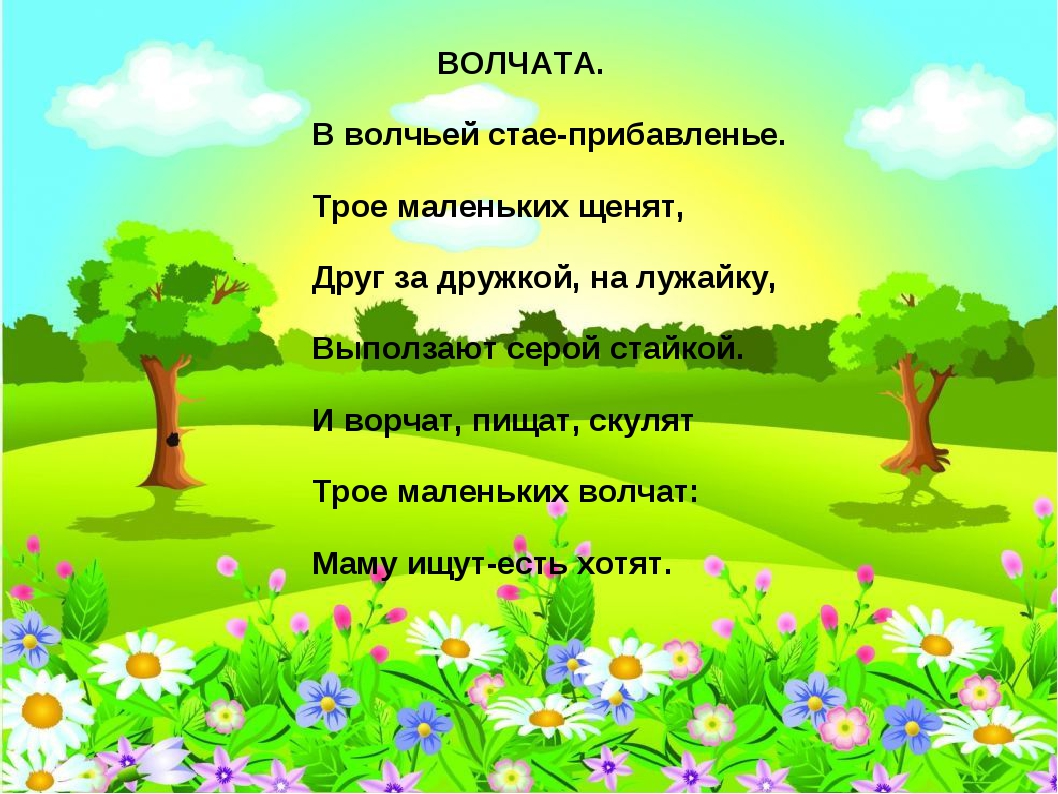 ВОЛЧАТА.
В волчьей стае-прибавленье.
Трое маленьких щенят,
Друг за дружкой, на лужайку,
Выползают серой стайкой.
И ворчат, пищат, скулят
Трое маленьких волчат:
Маму ищут-есть хотят.